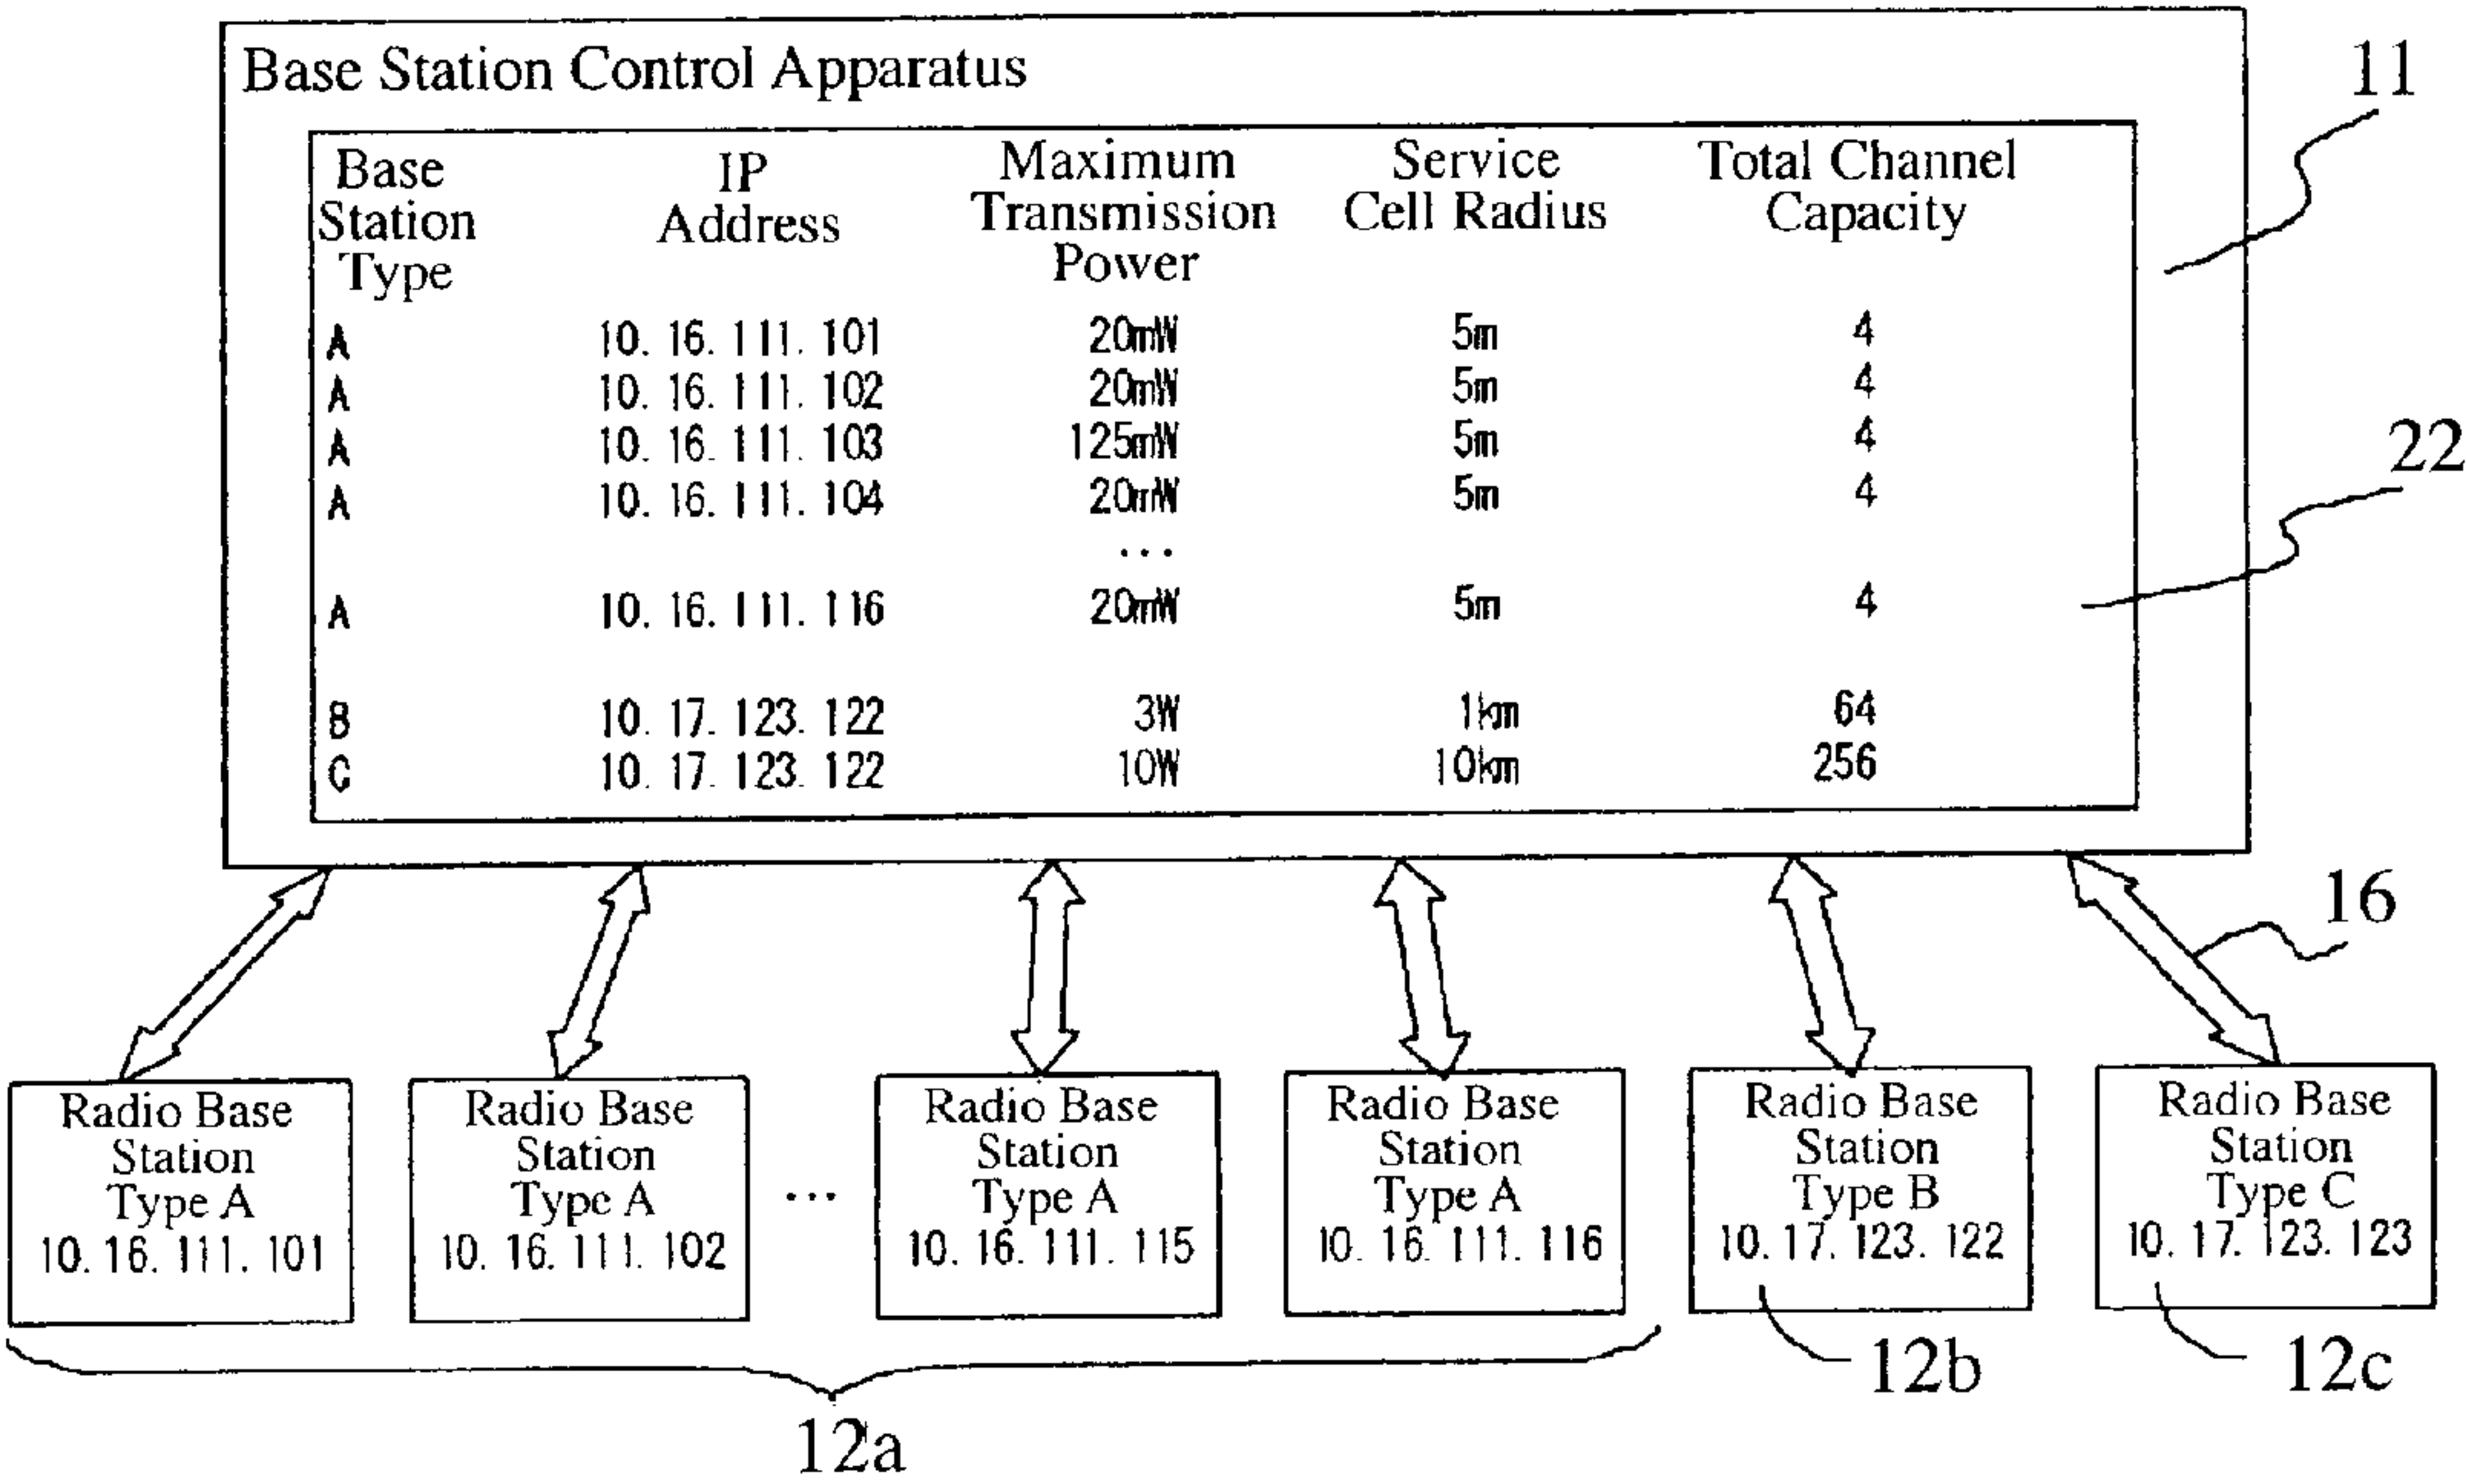 Base Station Control Apparatus
11
Base Station Type IP Address Maximum Transmission Power Service Cell Radius Total Channel Capacity
A 10. 16. 111. 101 20mW 5m 4
A 10. 16. 111. 102 20mW 5m 4
A 10. 16. 111. 103 125mW 5m 4
22
A 10. 16. 111. 104 20mW 5m 4
...
A 10. 16. 111. 116 20mW 5m 4
B 10. 17. 123. 122 3W 1km 64
C 10. 17. 123. 122 10W 10km 256
16
Radio Base
Station
Type A
10. 16. 111. 101
Radio Base
Station
Type A
10. 16. 111. 102
...
Radio Base
Station
Type A
10. 16. 111. 115
Radio Base
Station
Type A
10. 16. 111. 116
Radio Base
Station
Type B
10. 17. 123. 122
Radio Base
Station
Type C
10. 17. 123. 123
12a
12b
12c